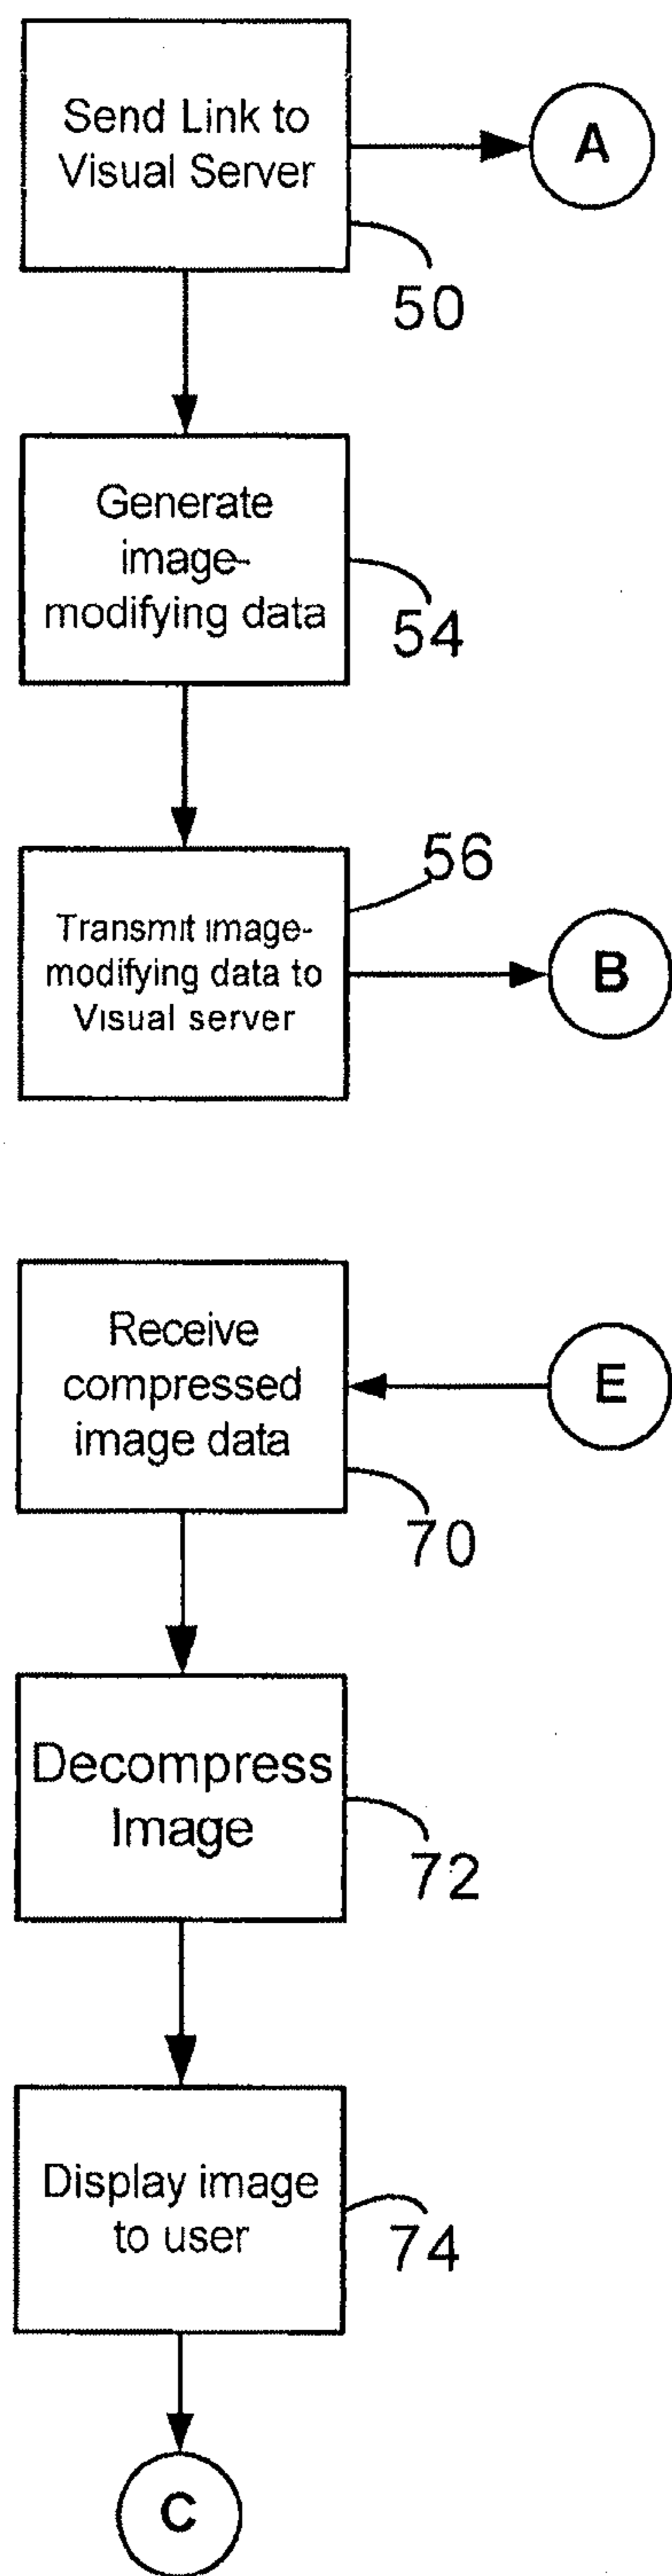 Send Link to
Visual Server
A
50
Generate
image-
modifying data
54
56
Transmit image-
modifying data to
Visual server
B
Receive
compressed
image data
E
70
Decompress
Image
72
Display image
to user
74
C